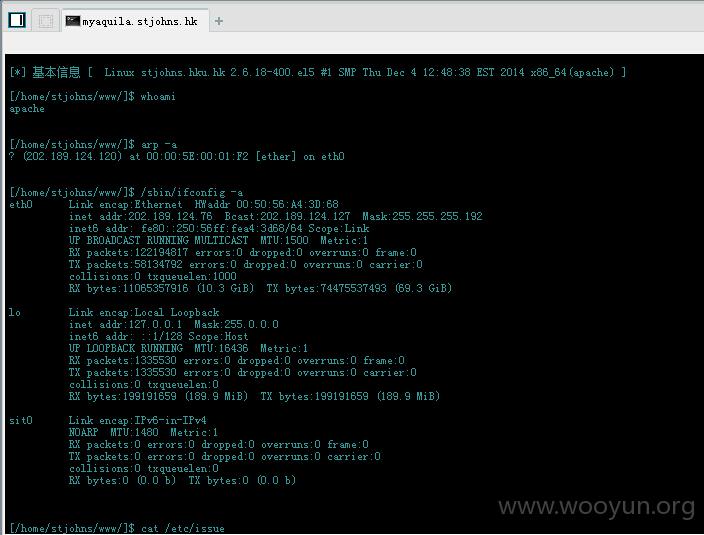 myaquila.stjohns.hk
[*] 基本信息 [  Linux stjohns.hku.hk 2.6.18-400.el5 #1 SMP Thu Dec 4 12:48:38 EST 2014 x86_64(apache) ]
[/home/stjohns/www/]$ whoami
apache
[/home/stjohns/www/]$ arp -a
? (202.189.124.120) at 00:00:5E:00:01:F2 [ether] on eth0
[/home/stjohns/www/]$ /sbin/ifconfig -a
eth0      Link encap:Ethernet  HWaddr 00:50:56:A4:3D:68
inet addr:202.189.124.76  Bcast:202.189.124.127  Mask:255.255.255.192
inet6 addr: fe80::250:56ff:fea4:3d68/64 Scope:Link
UP BROADCAST RUNNING MULTICAST  MTU:1500  Metric:1
RX packets:122194817 errors:0 dropped:0 overruns:0 frame:0
TX packets:58134792 errors:0 dropped:0 overruns:0 carrier:0
collisions:0 txqueuelen:1000
RX bytes:11065357916 (10.3 GiB)  TX bytes:74475537493 (69.3 GiB)
lo        Link encap:Local Loopback
inet addr:127.0.0.1  Mask:255.0.0.0
inet6 addr: ::1/128 Scope:Host
UP LOOPBACK RUNNING  MTU:16436  Metric:1
RX packets:1335530 errors:0 dropped:0 overruns:0 frame:0
TX packets:1335530 errors:0 dropped:0 overruns:0 carrier:0
collisions:0 txqueuelen:0
RX bytes:199191659 (189.9 MiB)  TX bytes:199191659 (189.9 MiB)
sit0      Link encap:IPv6-in-IPv4
NOARP  MTU:1480  Metric:1
RX packets:0 errors:0 dropped:0 overruns:0 frame:0
TX packets:0 errors:0 dropped:0 overruns:0 carrier:0
collisions:0 txqueuelen:0
RX bytes:0 (0.0 b)  TX bytes:0 (0.0 b)
www.wooyun.org
[/home/stjohns/www/]$ cat /etc/issue